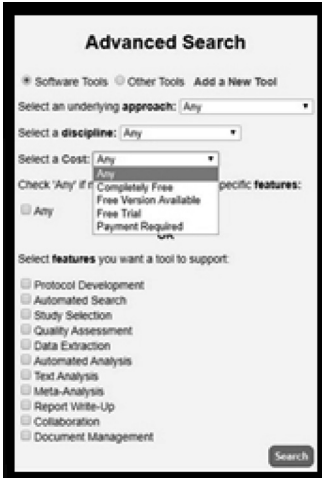 Advanced Search
Software Tools Other Tools Add a New Tool
Select an underlying approach: Any
Select a discipline: Any
Select a Cost: Any
Any
Check 'Any' if pecific features:
Completely Free
Free Version Available
Any
Free Trial
Payment Required
OR
Select features you want a tool to support:
Protocol Development
Automated Search
Study Selection
Quality Assessment
Data Extraction
Automated Analysis
Text Analysis
Meta-Analysis
Report Write-Up
Collaboration
Document Management
Search